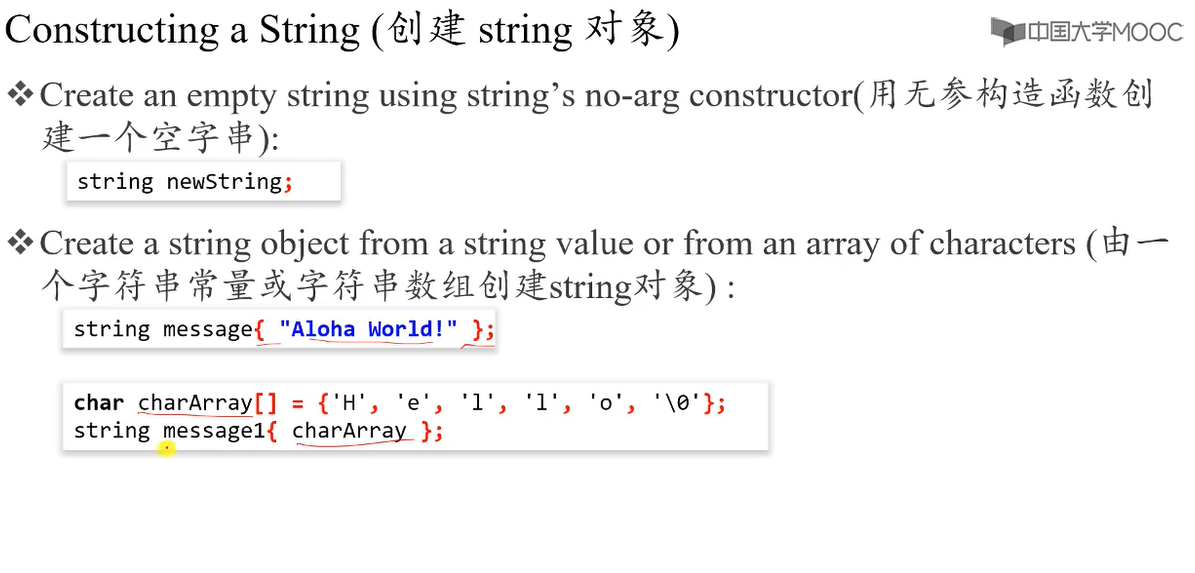 Constructing a String (创建 string 对象)
中国大学MOOC
❖Create an empty string using string’s no-arg constructor(用无参构造函数创
建一个空字串):
string newString;
❖Create a string object from a string value or from an array of characters (由一
个字符串常量或字符串数组创建string对象) :
string message{ "Aloha World!" };
char charArray[] = {'H', 'e', 'l', 'l', 'o', '\0'};
string message1{ charArray };